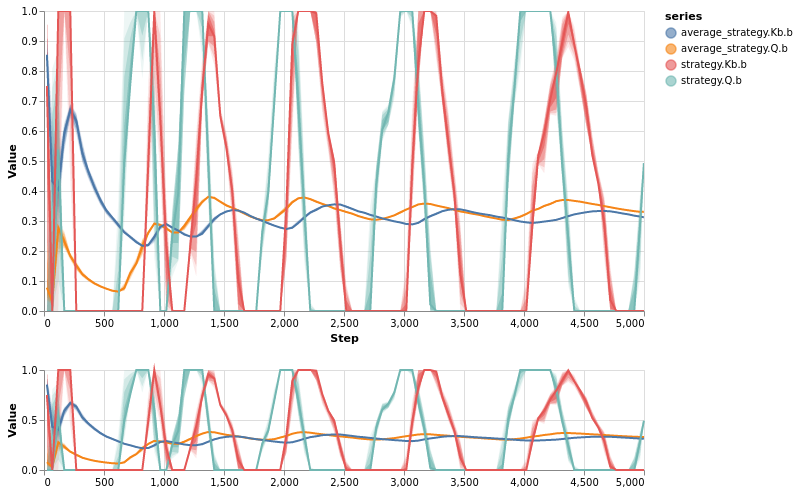 series
average_strategy.Kb.b
average_strategy.Q.b
strategy.Kb.b
strategy.Q.b
1.0
0.9
0.8
0.7
0.6
0.5
0.4
0.3
0.2
0.1
0.0
Value
0 500 1,000 1,500 2,000 2,500 3,000 3,500 4,000 4,500 5,000
Step
1.0
0.5
0.0
Value
0 500 1,000 1,500 2,000 2,500 3,000 3,500 4,000 4,500 5,000